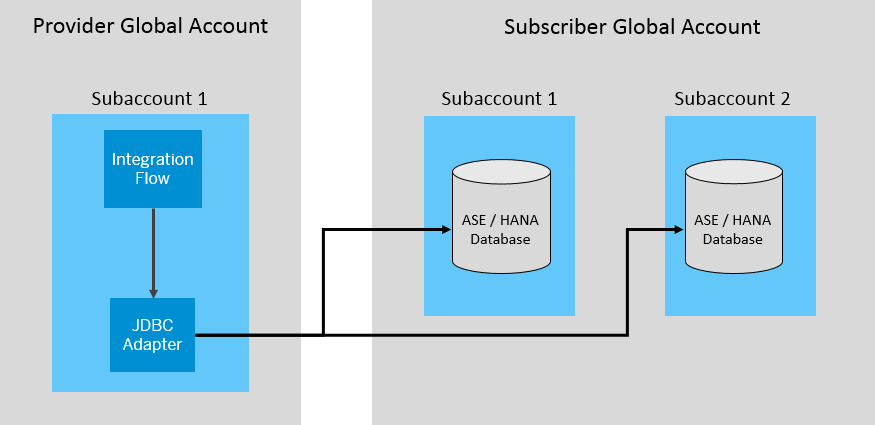 Provider Global Account
Subscriber Global Account
Subaccount 1
Subaccount 1
Subaccount 2
Integration
Flow
ASE / HANA
Database
ASE / HANA
Database
JDBC
Adapter